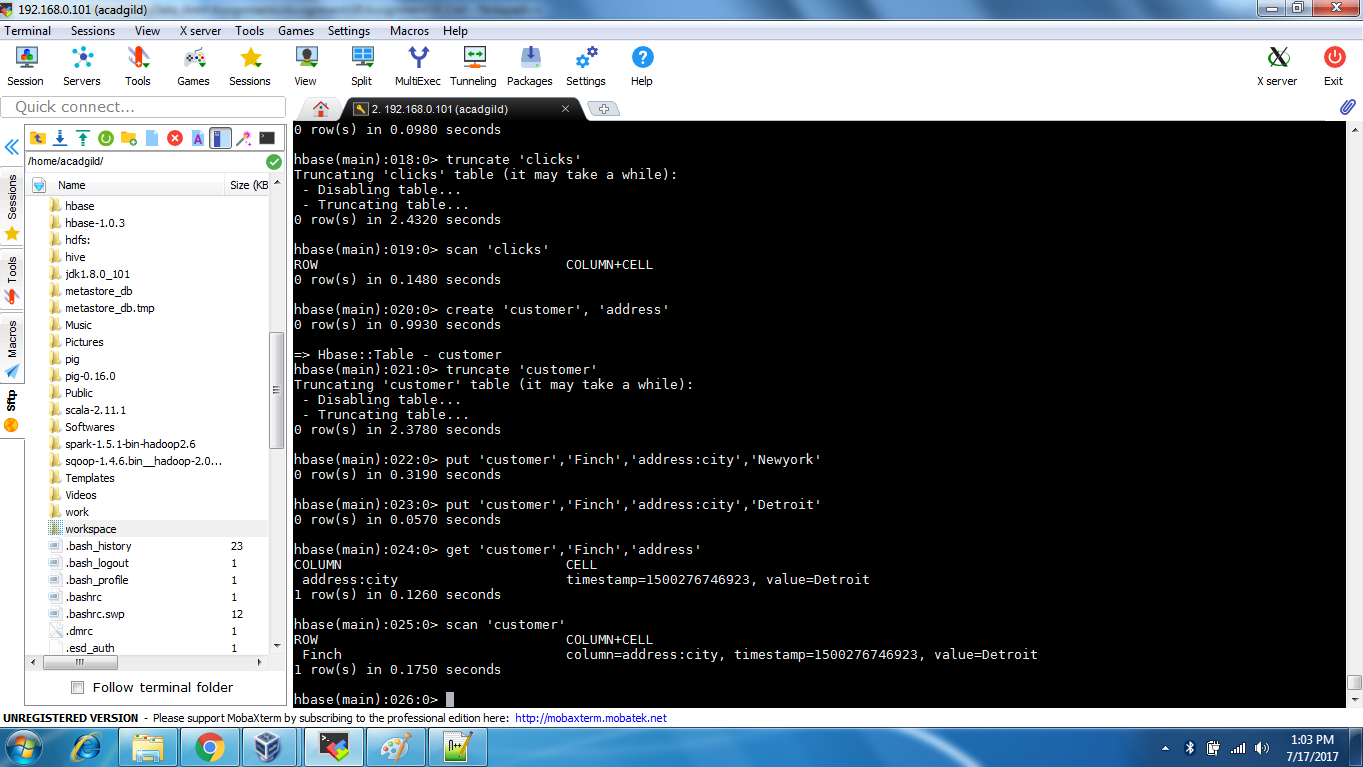 192.168.0.101 (acadgild)
Terminal Sessions View X server Tools Games Settings Macros Help
Session Servers Tools Games Sessions View Split MultiExec Tunneling Packages Settings Help X server Exit
Quick connect...
2. 192.168.0.101 (acadgild)
/home/acadgild/
Name Size (KB
Sessions
Tools
Macros
Sftp
hbase
hbase-1.0.3
hdfs:
hive
jdk1.8.0_101
metastore_db
metastore_db.tmp
Music
Pictures
pig
pig-0.16.0
Public
scala-2.11.1
Softwares
spark-1.5.1-bin-hadoop2.6
sqoop-1.4.6.bin__hadoop-2.0...
Templates
Videos
work
workspace
.bash_history 23
.bash_logout 1
.bash_profile 1
.bashrc 1
.bashrc.swp 12
.dmrc 1
.esd_auth 1
Follow terminal folder
0 row(s) in 0.0980 seconds
hbase(main):018:0> truncate 'clicks'
Truncating 'clicks' table (it may take a while):
- Disabling table...
- Truncating table...
0 row(s) in 2.4320 seconds
hbase(main):019:0> scan 'clicks'
ROW COLUMN+CELL
0 row(s) in 0.1480 seconds
hbase(main):020:0> create 'customer', 'address'
0 row(s) in 0.9930 seconds
=> Hbase::Table - customer
hbase(main):021:0> truncate 'customer'
Truncating 'customer' table (it may take a while):
- Disabling table...
- Truncating table...
0 row(s) in 2.3780 seconds
hbase(main):022:0> put 'customer','Finch','address:city','Newyork'
0 row(s) in 0.3190 seconds
hbase(main):023:0> put 'customer','Finch','address:city','Detroit'
0 row(s) in 0.0570 seconds
hbase(main):024:0> get 'customer','Finch','address'
COLUMN CELL
address:city timestamp=1500276746923, value=Detroit
1 row(s) in 0.1260 seconds
hbase(main):025:0> scan 'customer'
ROW COLUMN+CELL
Finch column=address:city, timestamp=1500276746923, value=Detroit
1 row(s) in 0.1750 seconds
hbase(main):026:0>
UNREGISTERED VERSION - Please support MobaXterm by subscribing to the professional edition here: http://mobaxterm.mobatek.net
1:03 PM
7/17/2017